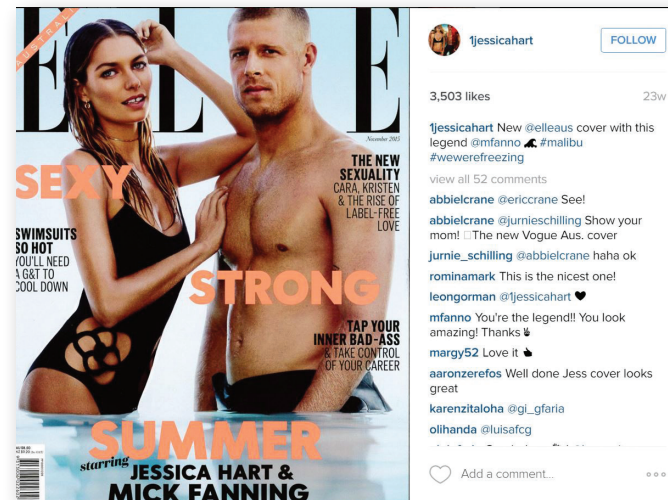 AUSTRALIA
ELLE
November 2015
SEXY
SWIMSUITS
SO HOT
YOU'LL NEED
A G&T TO
COOL DOWN
THE NEW
SEXUALITY
CARA, KRISTEN
& THE RISE OF
LABEL-FREE
LOVE
STRONG
TAP YOUR
INNER BAD-ASS
& TAKE CONTROL
OF YOUR CAREER
SUMMER
starring
JESSICA HART &
MICK FANNING
1jessicahart
FOLLOW
3,503 likes
23w
1jessicahart New @elleaus cover with this
legend @mfanno 🌊 #malibu
#wewerefreezing
view all 52 comments
abbielcrane @ericcrane See!
abbielcrane @jurnieschilling Show your
mom! □The new Vogue Aus. cover
jurnie_schilling @abbielcrane haha ok
rominamark This is the nicest one!
leongorman @1jessicahart 🖤
mfanno You're the legend!! You look
amazing! Thanks ✌
margy52 Love it 👍
aaronzerefos Well done Jess cover looks
great
karenzitaloha @gi_gfaria
olihanda @luisafcg
Add a comment...